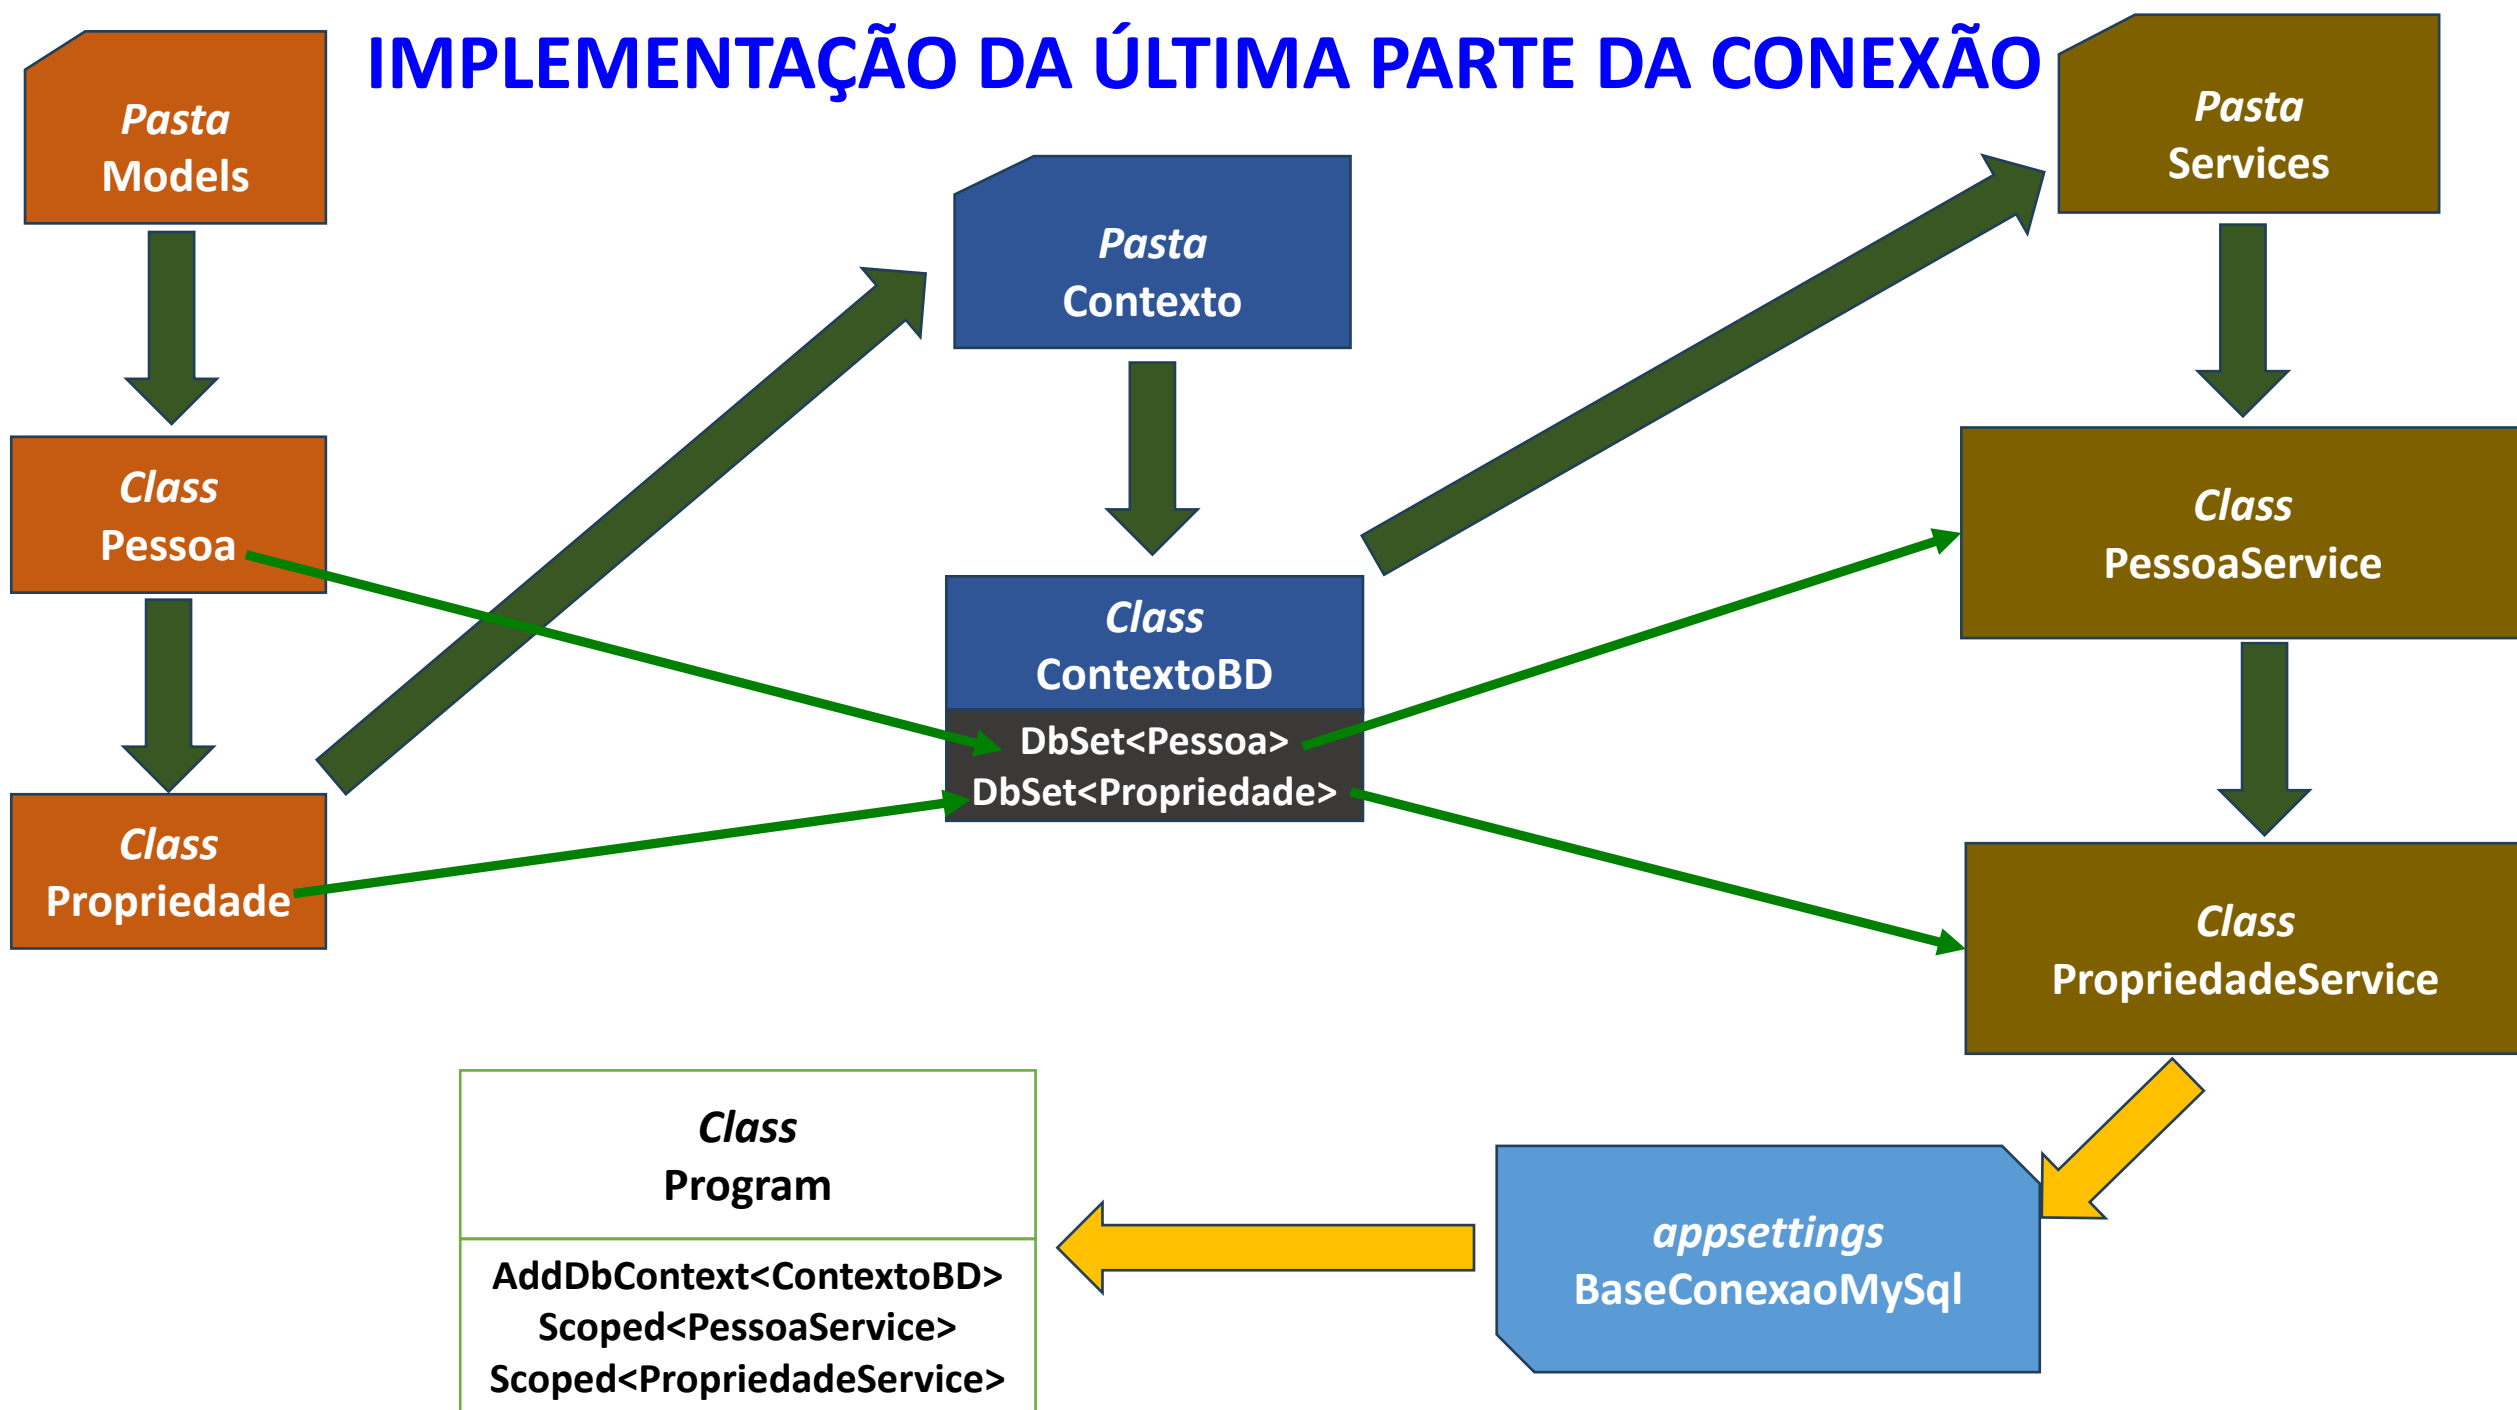 IMPLEMENTAÇÃO DA ÚLTIMA PARTE DA CONEXÃO
Pasta
Models
Class
Pessoa
Class
Propriedade
Pasta
Contexto
Class
ContextoBD
DbSet<Pessoa>
DbSet<Propriedade>
Pasta
Services
Class
PessoaService
Class
PropriedadeService
appsettings
BaseConexaoMySql
Class
Program
AddDbContext<ContextoBD>
Scoped<PessoaService>
Scoped<PropriedadeService>